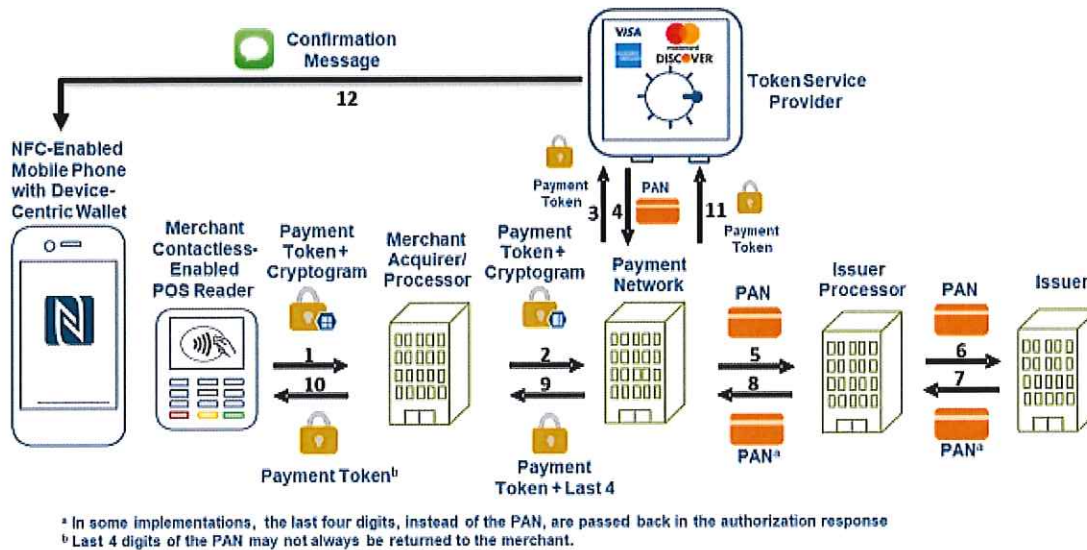 Confirmation
Message
12
VISA
mastercard
AMERICAN EXPRESS
DISCOVER
Token Service
Provider
NFC-Enabled
Mobile Phone
with Device-
Centric Wallet
N
Merchant
Contactless-
Enabled
POS Reader
Payment
Token +
Cryptogram
1
10
Payment Tokenᵇ
Merchant
Acquirer/
Processor
Payment
Token +
Cryptogram
2
9
Payment
Token + Last 4
Payment
Token
3
4
PAN
11
Payment
Token
Payment
Network
PAN
5
8
PANᵃ
Issuer
Processor
PAN
6
7
PANᵃ
Issuer
ᵃ In some implementations, the last four digits, instead of the PAN, are passed back in the authorization response
ᵇ Last 4 digits of the PAN may not always be returned to the merchant.